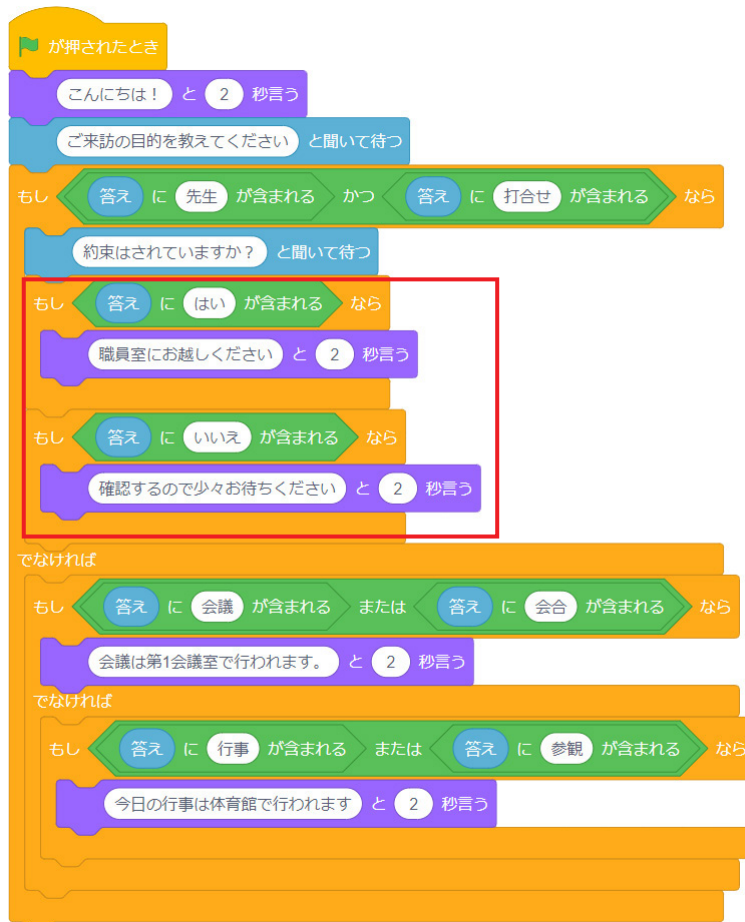 が押されたとき
こんにちは! と 2 秒言う
ご来訪の目的を教えてください と聞いて待つ
もし 答え に 先生 が含まれる かつ 答え に 打合せ が含まれる なら
約束はされていますか? と聞いて待つ
もし 答え に はい が含まれる なら
職員室にお越しください と 2 秒言う
もし 答え に いいえ が含まれる なら
確認するので少々お待ちください と 2 秒言う
でなければ
もし 答え に 会議 が含まれる または 答え に 会合 が含まれる なら
会議は第1会議室で行われます。 と 2 秒言う
でなければ
もし 答え に 行事 が含まれる または 答え に 参観 が含まれる なら
今日の行事は体育館で行われます と 2 秒言う